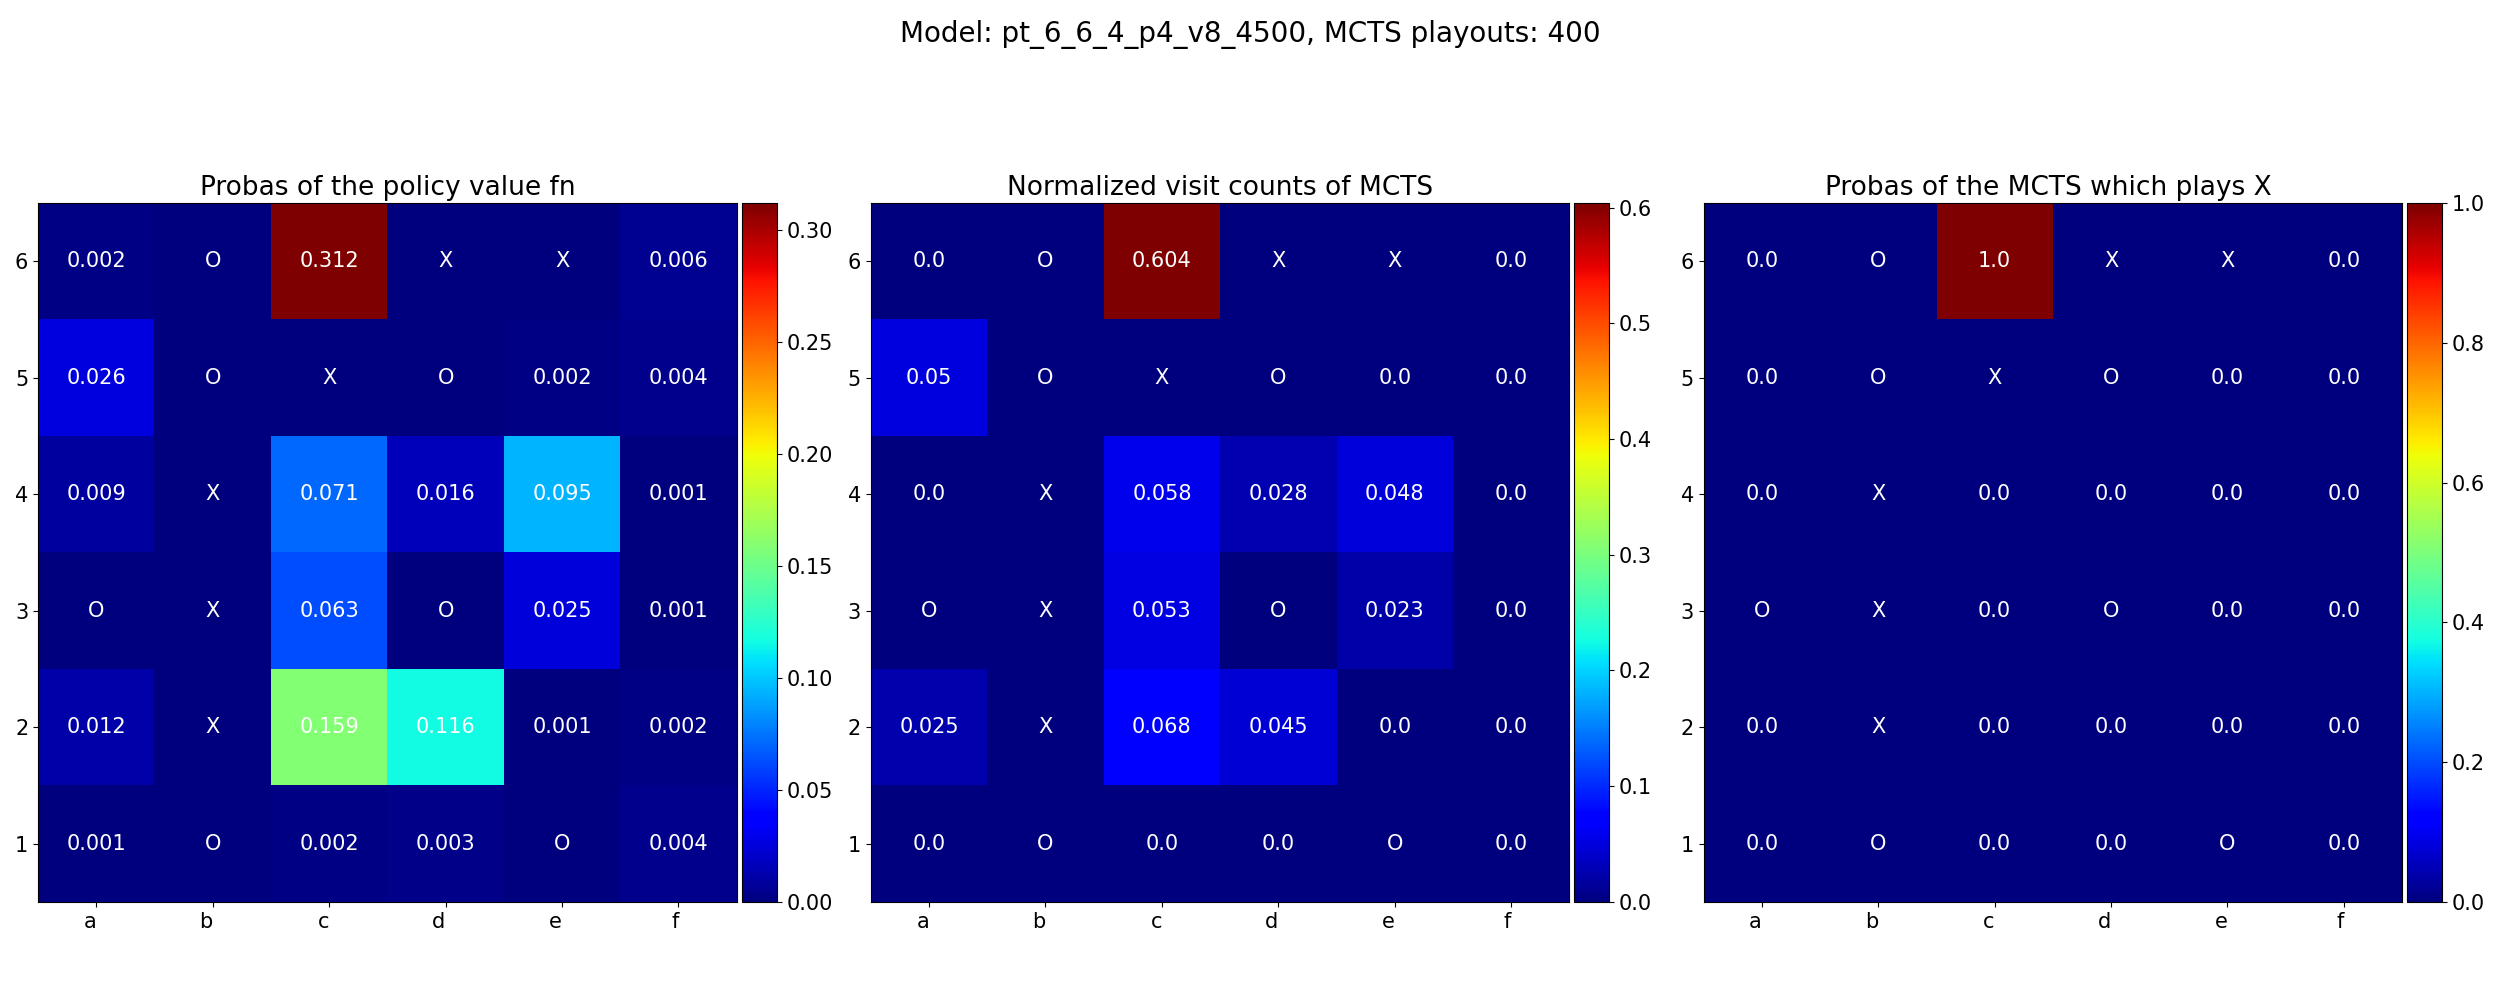 Model: pt_6_6_4_p4_v8_4500, MCTS playouts: 400
Probas of the policy value fn
6 0.002 O 0.312 X X 0.006
5 0.026 O X O 0.002 0.004
4 0.009 X 0.071 0.016 0.095 0.001
3 O X 0.063 O 0.025 0.001
2 0.012 X 0.159 0.116 0.001 0.002
1 0.001 O 0.002 0.003 O 0.004
a b c d e f
0.30
0.25
0.20
0.15
0.10
0.05
0.00
Normalized visit counts of MCTS
6 0.0 O 0.604 X X 0.0
5 0.05 O X O 0.0 0.0
4 0.0 X 0.058 0.028 0.048 0.0
3 O X 0.053 O 0.023 0.0
2 0.025 X 0.068 0.045 0.0 0.0
1 0.0 O 0.0 0.0 O 0.0
a b c d e f
0.6
0.5
0.4
0.3
0.2
0.1
0.0
Probas of the MCTS which plays X
6 0.0 O 1.0 X X 0.0
5 0.0 O X O 0.0 0.0
4 0.0 X 0.0 0.0 0.0 0.0
3 O X 0.0 O 0.0 0.0
2 0.0 X 0.0 0.0 0.0 0.0
1 0.0 O 0.0 0.0 O 0.0
a b c d e f
1.0
0.8
0.6
0.4
0.2
0.0